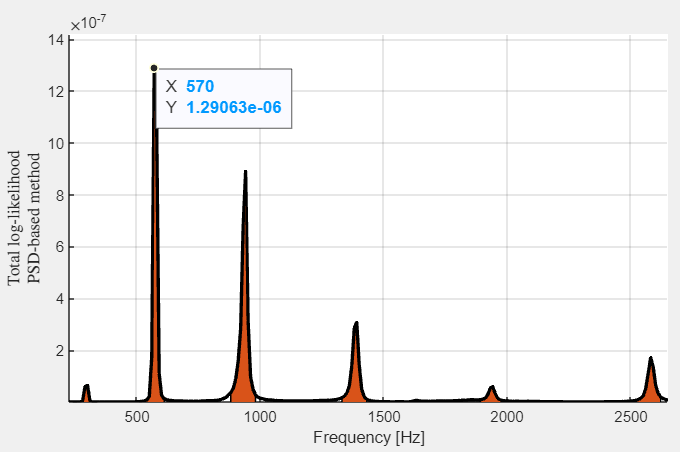 ×10⁻⁷
14
12
10
8
6
4
2
Total log-likelihood
PSD-based method
X 570
Y 1.29063e-06
500
1000
1500
2000
2500
Frequency [Hz]